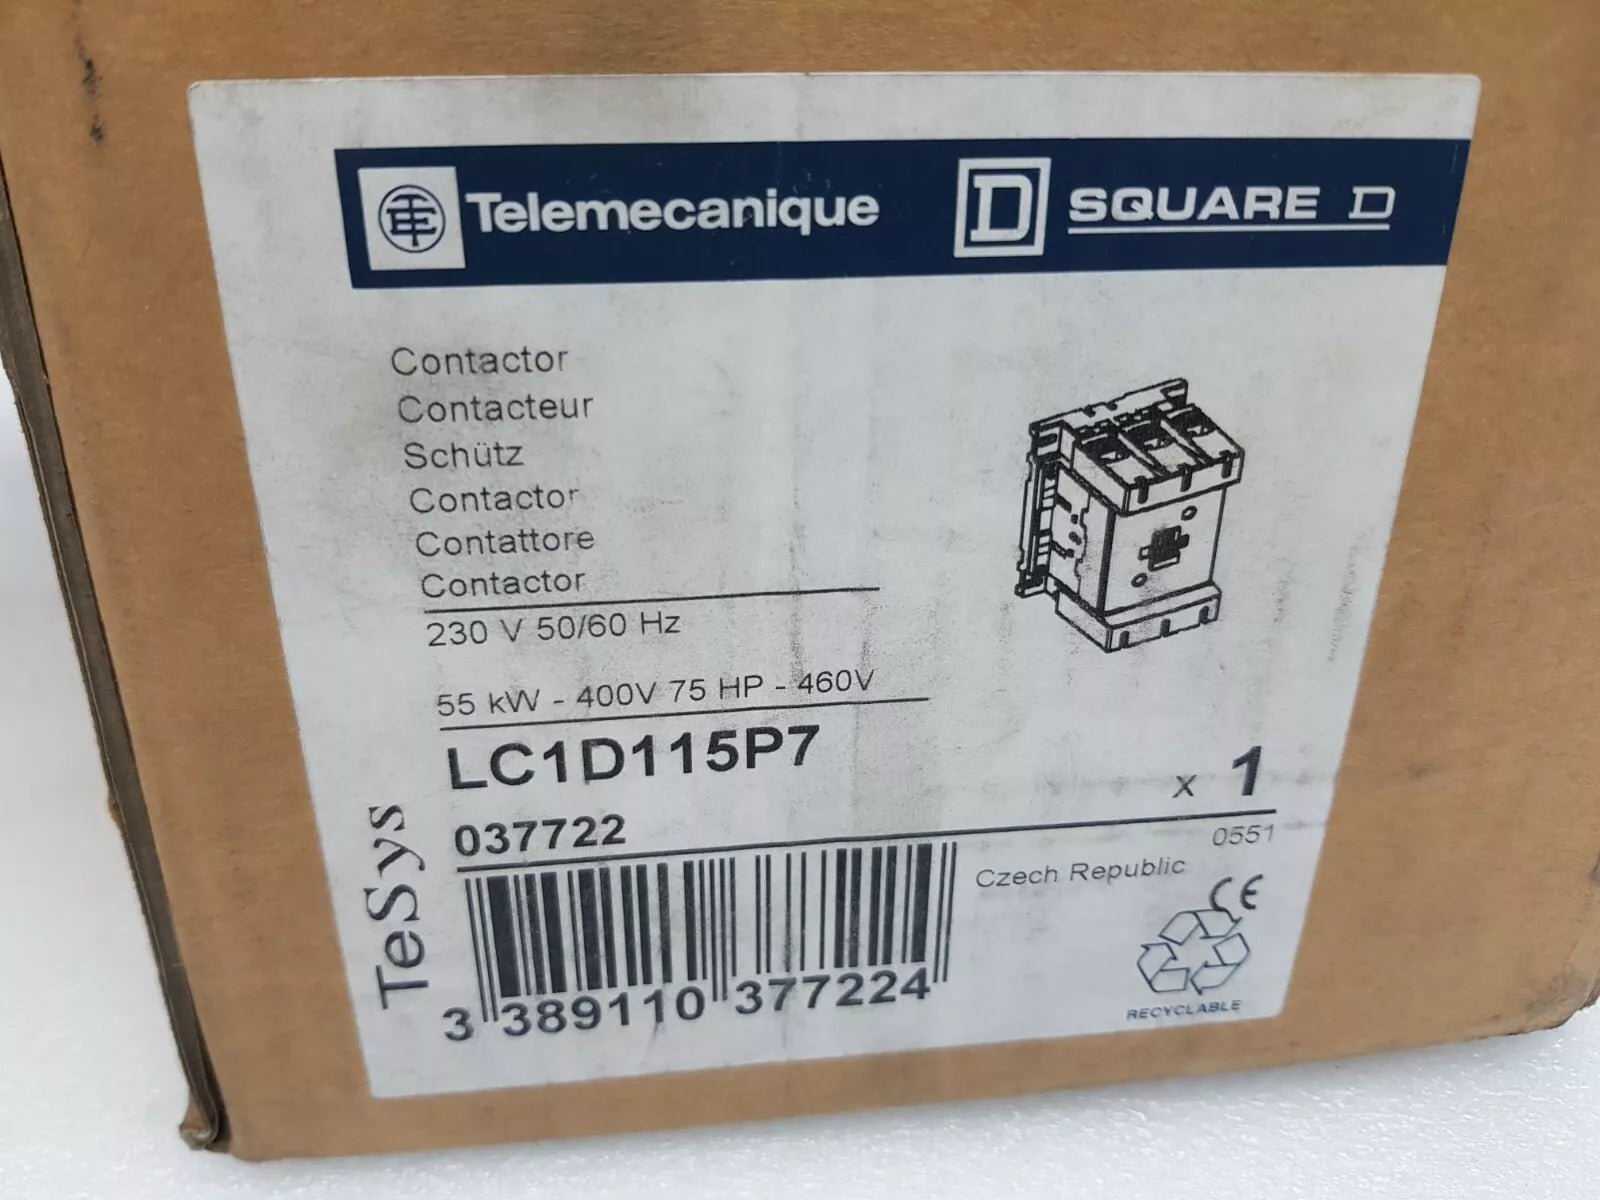 Telemecanique D SQUARE D
Contactor
Contacteur
Schütz
Contactor
Contattore
Contactor
230 V 50/60 Hz
55 kW - 400V 75 HP - 460V
LC1D115P7
x 1
037722
0551
TeSys
Czech Republic
CE
3 389110 377224
RECYCLABLE